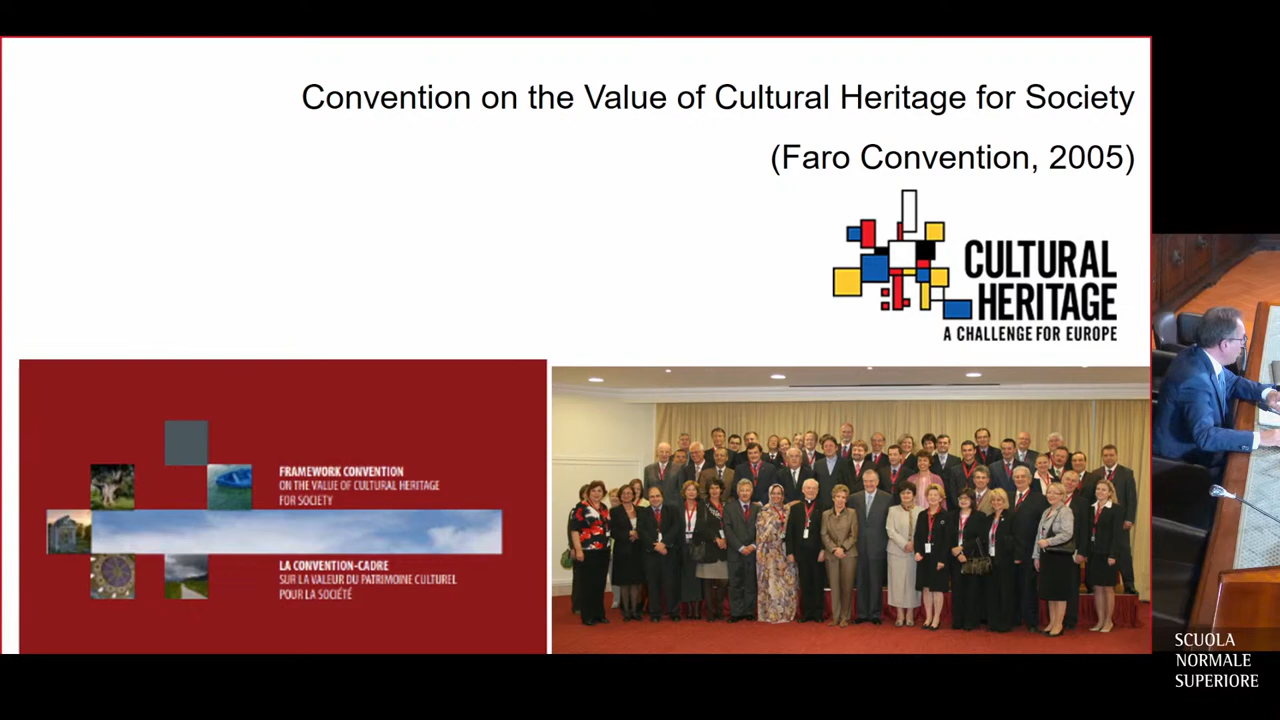 Convention on the Value of Cultural Heritage for Society
(Faro Convention, 2005)
CULTURAL
HERITAGE
A CHALLENGE FOR EUROPE
FRAMEWORK CONVENTION
ON THE VALUE OF CULTURAL HERITAGE
FOR SOCIETY
LA CONVENTION-CADRE
SUR LA VALEUR DU PATRIMOINE CULTUREL
POUR LA SOCIÉTÉ
SCUOLA
NORMALE
SUPERIORE